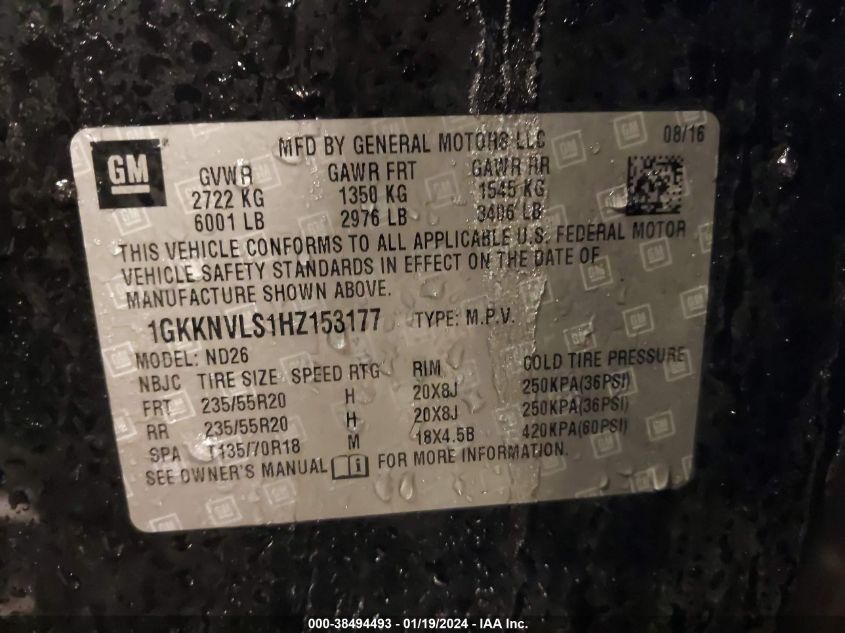 GM
MFD BY GENERAL MOTORS LLC 08/16
GVWR GAWR FRT GAWR RR
2722 KG 1350 KG 1545 KG
6001 LB 2976 LB 3406 LB
THIS VEHICLE CONFORMS TO ALL APPLICABLE U.S. FEDERAL MOTOR
VEHICLE SAFETY STANDARDS IN EFFECT ON THE DATE OF
MANUFACTURE SHOWN ABOVE.
1GKKNVLS1HZ153177 TYPE: M.P.V.
MODEL: ND26
NBJC TIRE SIZE SPEED RTG RIM COLD TIRE PRESSURE
FRT 235/55R20 H 20X8J 250KPA(36PSI)
RR 235/55R20 H 20X8J 250KPA(36PSI)
SPA T135/70R18 M 18X4.5B 420KPA(60PSI)
SEE OWNER'S MANUAL FOR MORE INFORMATION.
000-38494493 - 01/19/2024 - IAA Inc.